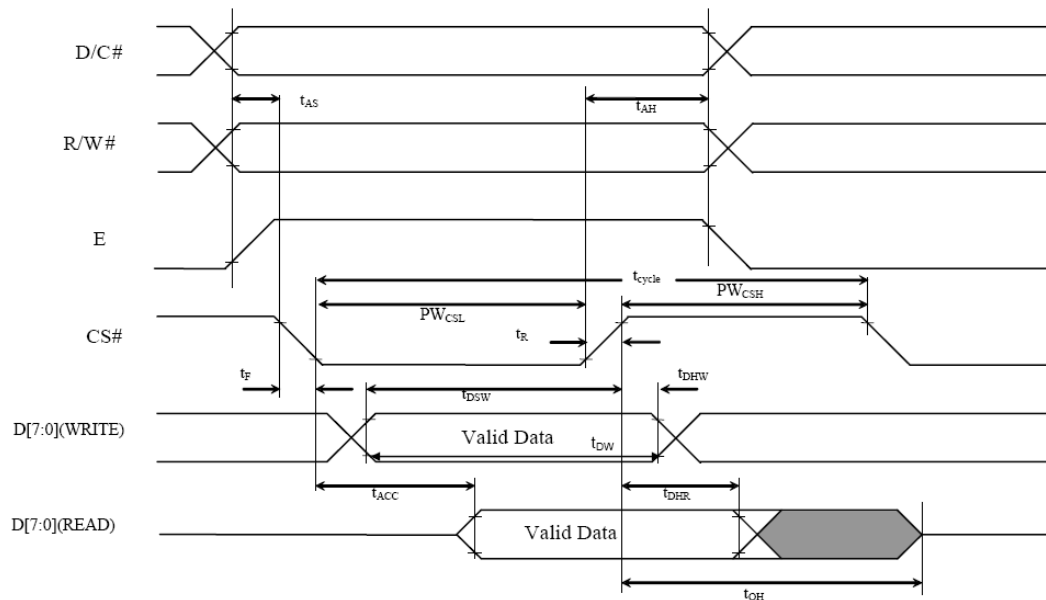 D/C#
tAS
tAH
R/W#
E
tcycle
PWCSL
PWCSH
CS#
tR
tF
tDSW
tDHW
D[7:0](WRITE)
Valid Data
tDW
tACC
tDHR
D[7:0](READ)
Valid Data
tOH